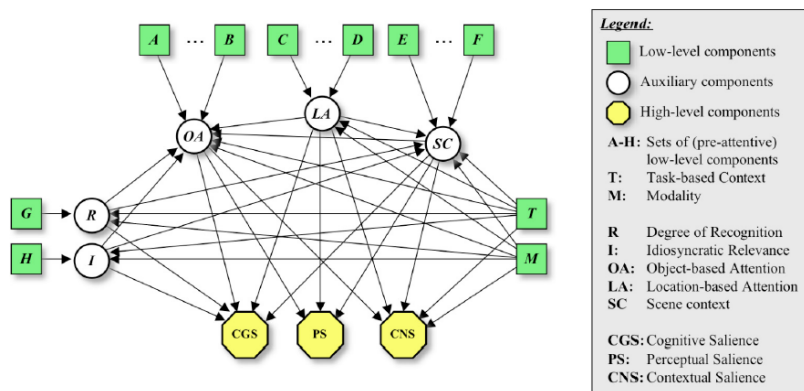 A ... B C ... D E ... F
LA
OA
SC
G R T
H I M
CGS PS CNS
Legend:
Low-level components
Auxiliary components
High-level components
A-H: Sets of (pre-attentive)
low-level components
T: Task-based Context
M: Modality
R Degree of Recognition
I: Idiosyncratic Relevance
OA: Object-based Attention
LA: Location-based Attention
SC Scene context
CGS: Cognitive Salience
PS: Perceptual Salience
CNS: Contextual Salience